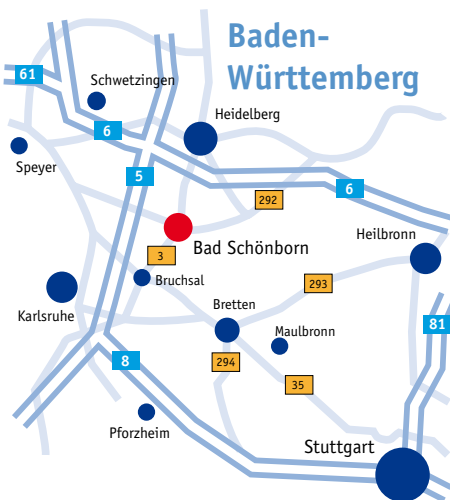 Baden-
Württemberg
61
Schwetzingen
Heidelberg
6
Speyer
5
6
292
Heilbronn
Bad Schönborn
3
Bruchsal
293
Karlsruhe
Bretten
81
Maulbronn
8
294
35
Pforzheim
Stuttgart